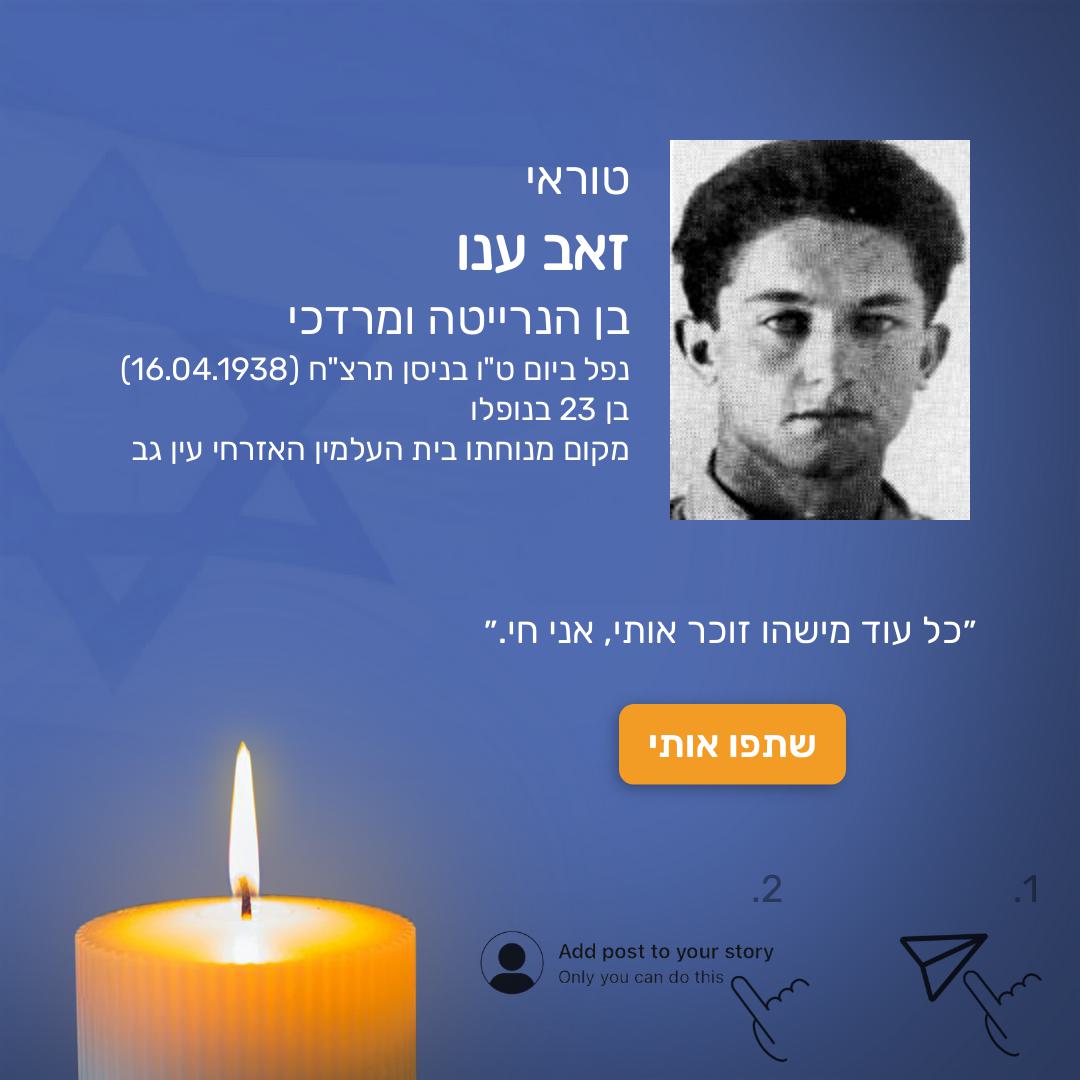 טוראי
זאב ענו
בן הנרייטה ומרדכי
נפל ביום ט"ו בניסן תרצ"ח (16.04.1938)
בן 23 בנופלו
מקום מנוחתו בית העלמין האזרחי עין גב
״כל עוד מישהו זוכר אותי, אני חי.״
שתפו אותי
1.
2.
Add post to your story
Only you can do this